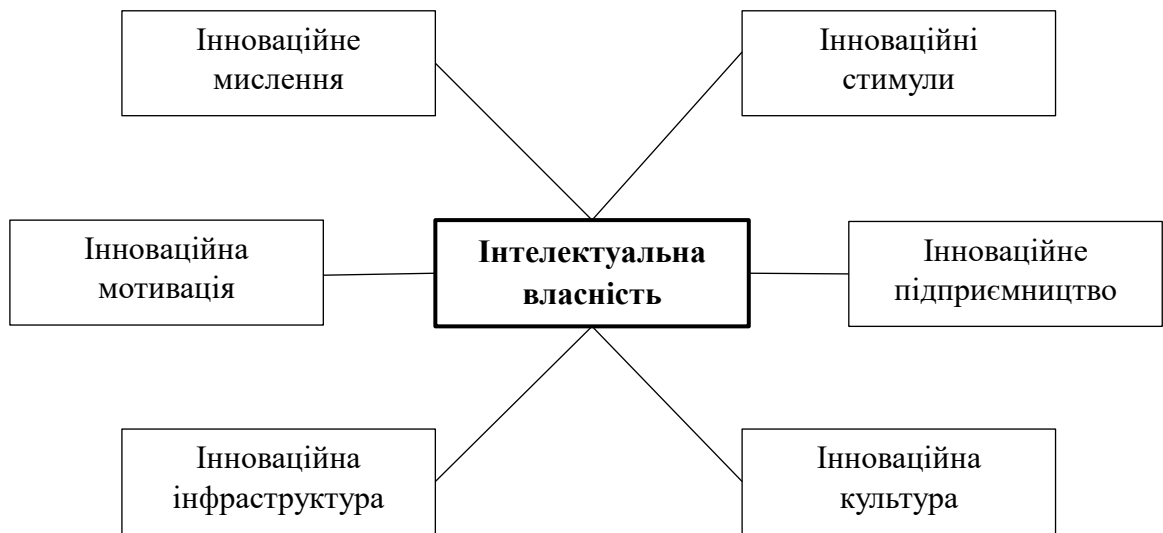 Інноваційне
мислення
Інноваційні
стимули
Інноваційна
мотивація
Інтелектуальна
власність
Інноваційне
підприємництво
Інноваційна
інфраструктура
Інноваційна
культура